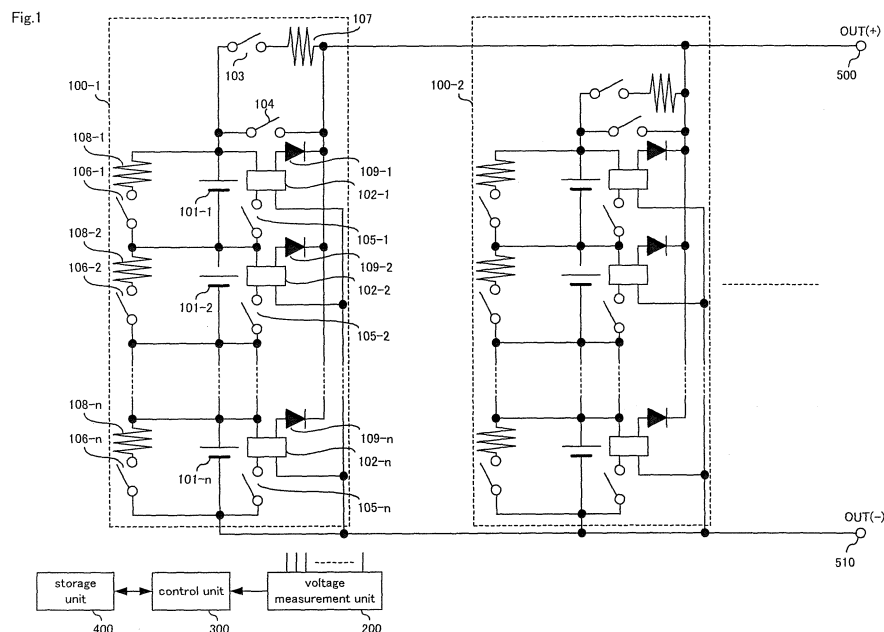 Fig.1
107
OUT(+)
103
500
100-1
100-2
104
108-1
109-1
106-1
102-1
101-1
105-1
108-2
109-2
106-2
102-2
101-2
105-2
108-n
109-n
106-n
102-n
101-n
105-n
OUT(-)
510
storage unit
control unit
voltage measurement unit
400
300
200